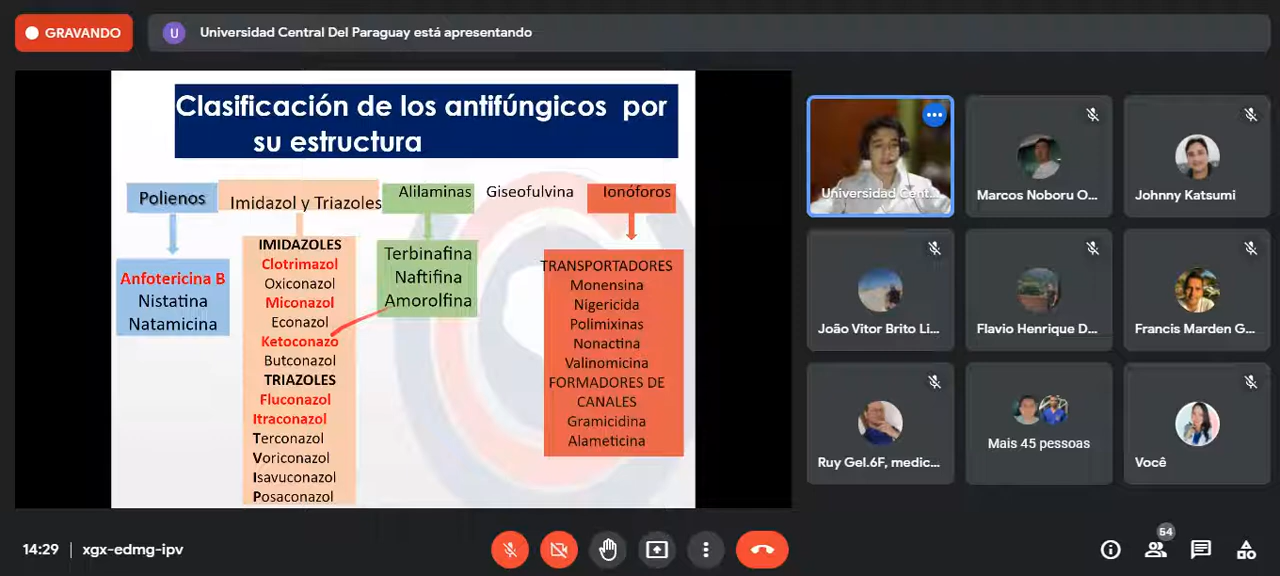 GRAVANDO
U
Universidad Central Del Paraguay está apresentando
Clasificación de los antifúngicos por
su estructura
Polienos
Anfotericina B
Nistatina
Natamicina
Imidazol y Triazoles
IMIDAZOLES
Clotrimazol
Oxiconazol
Miconazol
Econazol
Ketoconazo
Butconazol
TRIAZOLES
Fluconazol
Itraconazol
Terconazol
Voriconazol
Isavuconazol
Posaconazol
Alilaminas
Terbinafina
Naftifina
Amorolfina
Giseofulvina
Ionóforos
TRANSPORTADORES
Monensina
Nigericida
Polimixinas
Nonactina
Valinomicina
FORMADORES DE
CANALES
Gramicidina
Alameticina
Universidad Cent...
Marcos Noboru O...
Johnny Katsumi
João Vitor Brito Li...
Flavio Henrique D...
Francis Marden G...
Ruy Gel.6F, medic...
Mais 45 pessoas
Você
14:29 | xgx-edmg-ipv
54